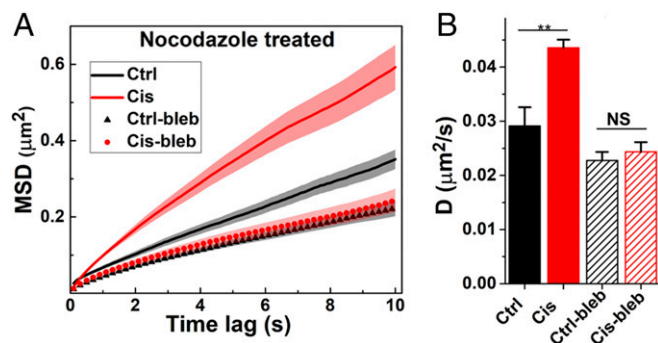 A
Nocodazole treated
Ctrl
Cis
Ctrl-bleb
Cis-bleb
MSD (μm²)
0.6
0.4
0.2
0 2 4 6 8 10
Time lag (s)
B
**
NS
D (μm²/s)
0.04
0.03
0.02
0.01
0.00
Ctrl
Cis
Ctrl-bleb
Cis-bleb